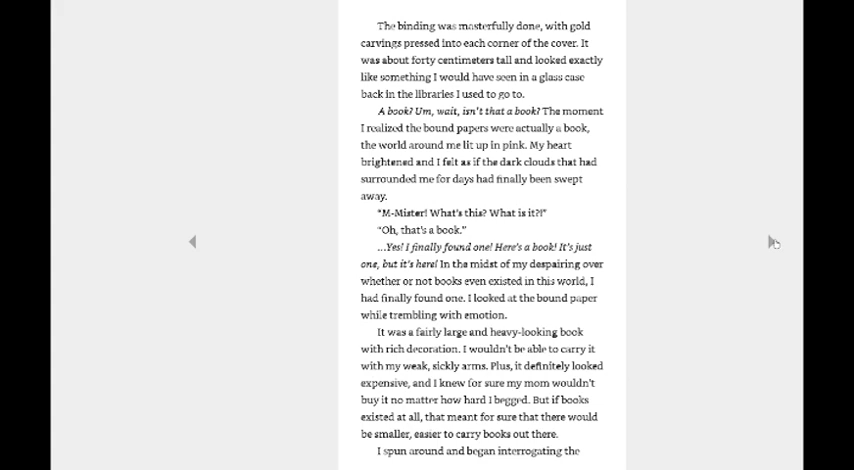 The binding was masterfully done, with gold
carvings pressed into each corner of the cover. It
was about forty centimeters tall and looked exactly
like something I would have seen in a glass case
back in the libraries I used to go to.
A book? Um, wait, isn't that a book? The moment
I realized the bound papers were actually a book,
the world around me lit up in pink. My heart
brightened and I felt as if the dark clouds that had
surrounded me for days had finally been swept
away.
“M-Mister! What's this? What is it?!”
“Oh, that's a book.”
...Yes! I finally found one! Here's a book! It's just
one, but it's here! In the midst of my despairing over
whether or not books even existed in this world, I
had finally found one. I looked at the bound paper
while trembling with emotion.
It was a fairly large and heavy-looking book
with rich decoration. I wouldn't be able to carry it
with my weak, sickly arms. Plus, it definitely looked
expensive, and I knew for sure my mom wouldn't
buy it no matter how hard I begged. But if books
existed at all, that meant for sure that there would
be smaller, easier to carry books out there.
I spun around and began interrogating the